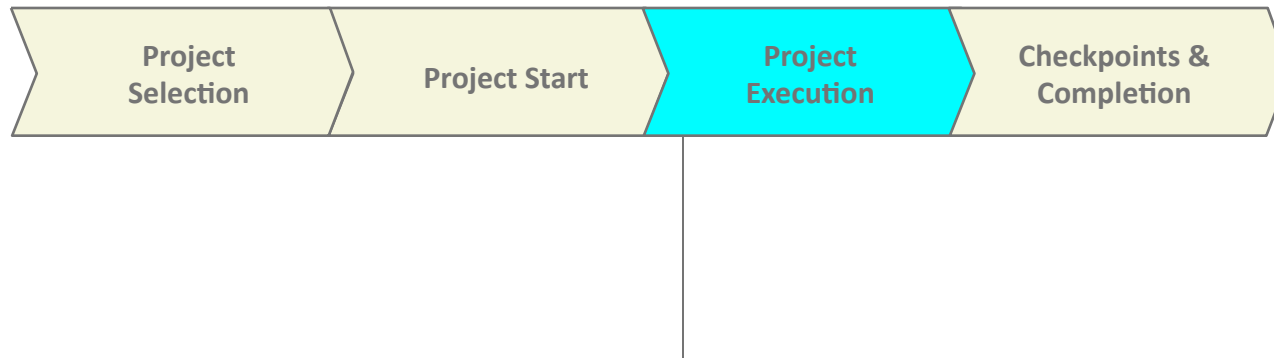 Project
Selection
Project Start
Project
Execution
Checkpoints &
Completion